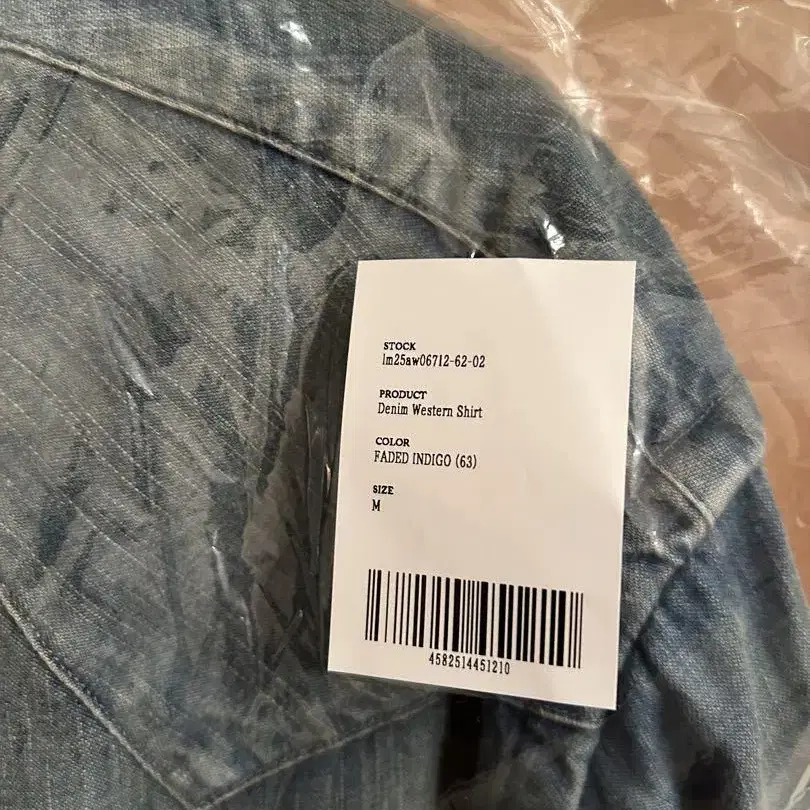 STOCK
lm25aw06712-62-02
PRODUCT
Denim Western Shirt
COLOR
FADED INDIGO (63)
SIZE
M
4582514451210